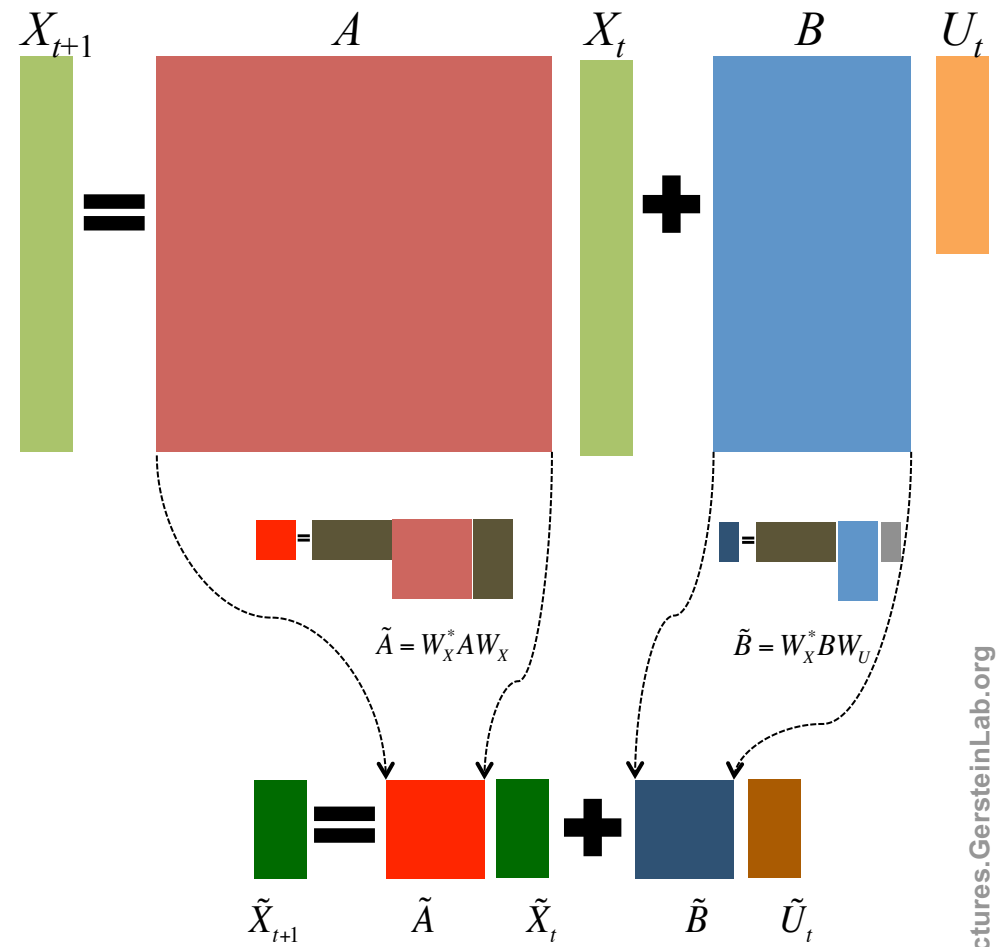 X_{t+1} = A X_t + B U_t
=
=
Ã = W_X^* A W_X
B̃ = W_X^* B W_U
= +
X̃_{t+1} Ã X̃_t B̃ Ũ_t
ctures.GersteinLab.org